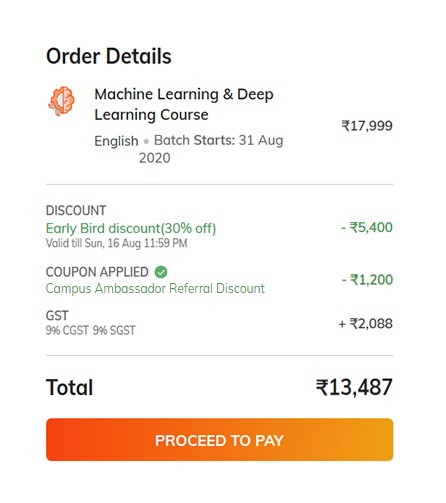 Order Details
Machine Learning & Deep
Learning Course
₹17,999
English • Batch Starts: 31 Aug
2020
DISCOUNT
Early Bird discount(30% off)
- ₹5,400
Valid till Sun, 16 Aug 11:59 PM
COUPON APPLIED
- ₹1,200
Campus Ambassador Referral Discount
GST
+ ₹2,088
9% CGST 9% SGST
Total
₹13,487
PROCEED TO PAY